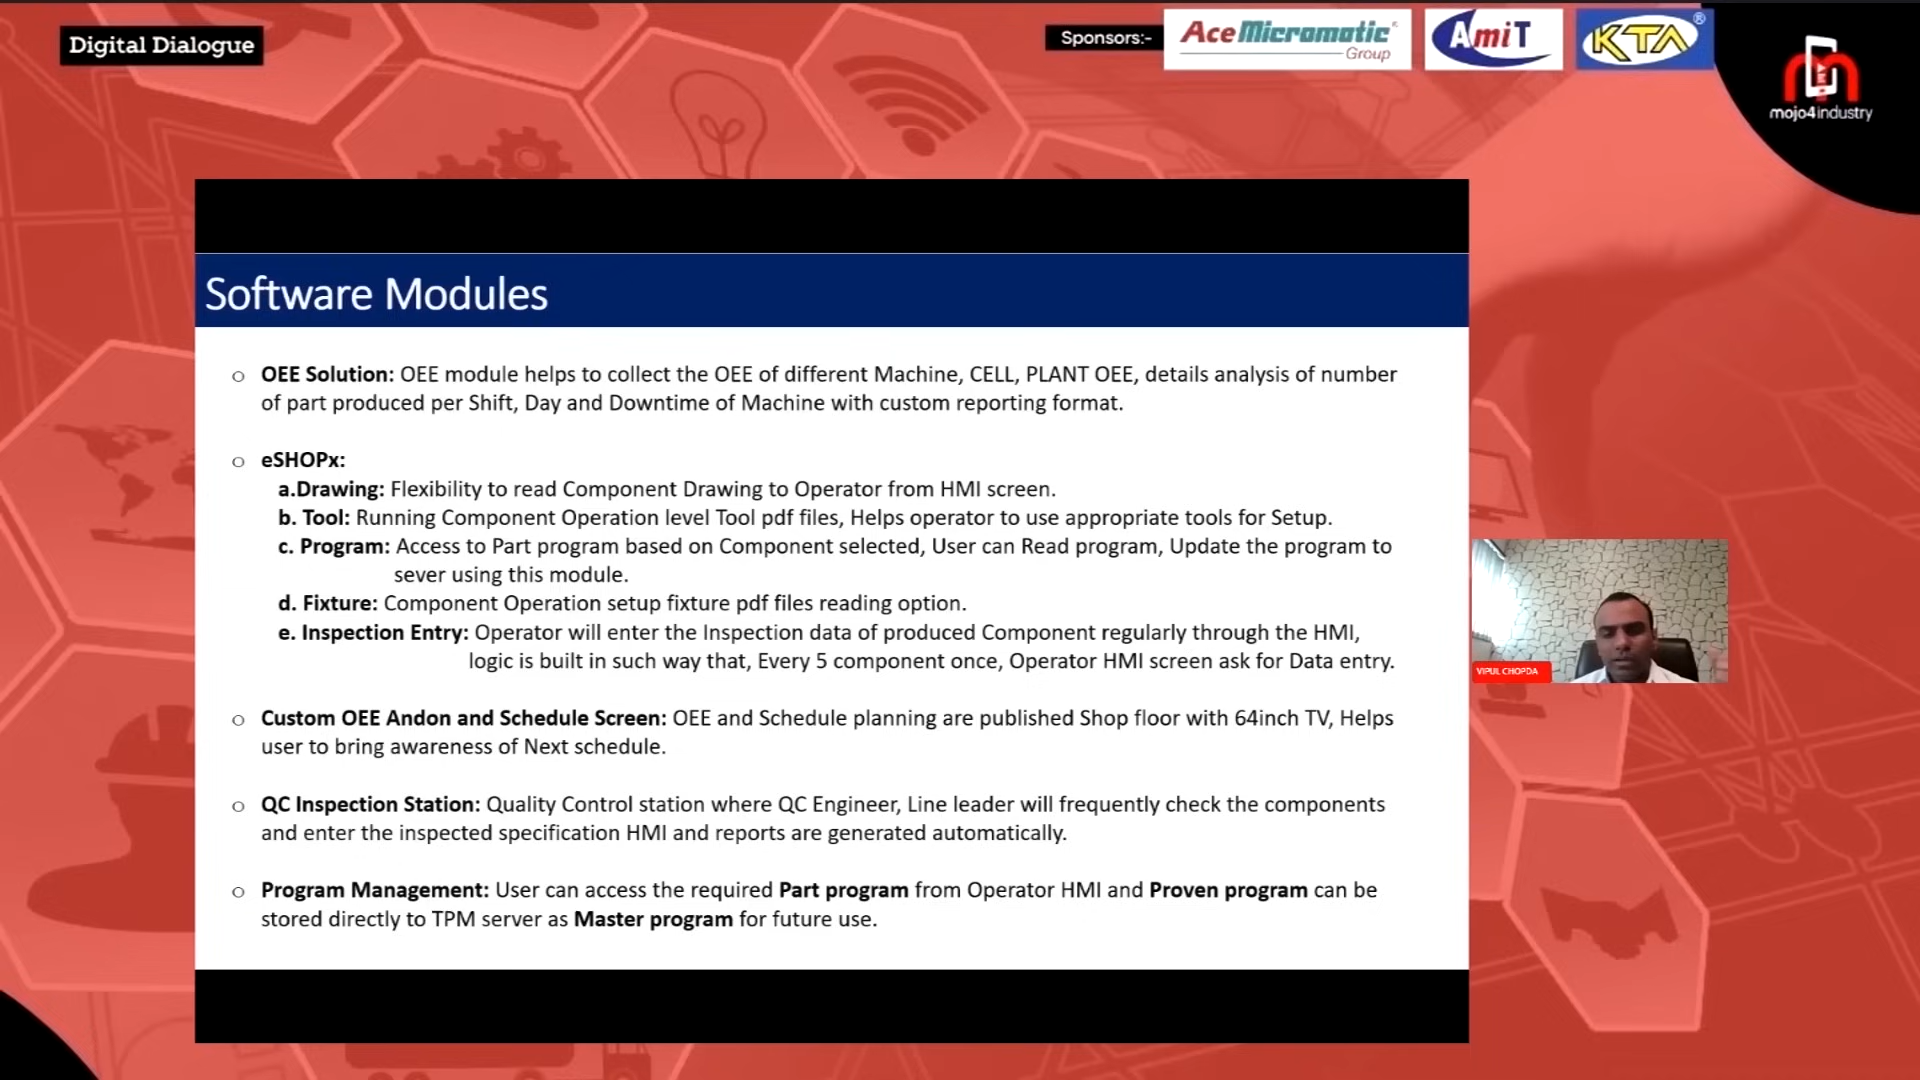 Digital Dialogue
Sponsors:-
Ace Micromatic
Group
AmiT
KTA
®
mojo4industry
Software Modules
o OEE Solution: OEE module helps to collect the OEE of different Machine, CELL, PLANT OEE, details analysis of number
of part produced per Shift, Day and Downtime of Machine with custom reporting format.
o eSHOPx:
a.Drawing: Flexibility to read Component Drawing to Operator from HMI screen.
b. Tool: Running Component Operation level Tool pdf files, Helps operator to use appropriate tools for Setup.
c. Program: Access to Part program based on Component selected, User can Read program, Update the program to
sever using this module.
d. Fixture: Component Operation setup fixture pdf files reading option.
e. Inspection Entry: Operator will enter the Inspection data of produced Component regularly through the HMI,
logic is built in such way that, Every 5 component once, Operator HMI screen ask for Data entry.
o Custom OEE Andon and Schedule Screen: OEE and Schedule planning are published Shop floor with 64inch TV, Helps
user to bring awareness of Next schedule.
o QC Inspection Station: Quality Control station where QC Engineer, Line leader will frequently check the components
and enter the inspected specification HMI and reports are generated automatically.
o Program Management: User can access the required Part program from Operator HMI and Proven program can be
stored directly to TPM server as Master program for future use.
VIPUL CHOPDA